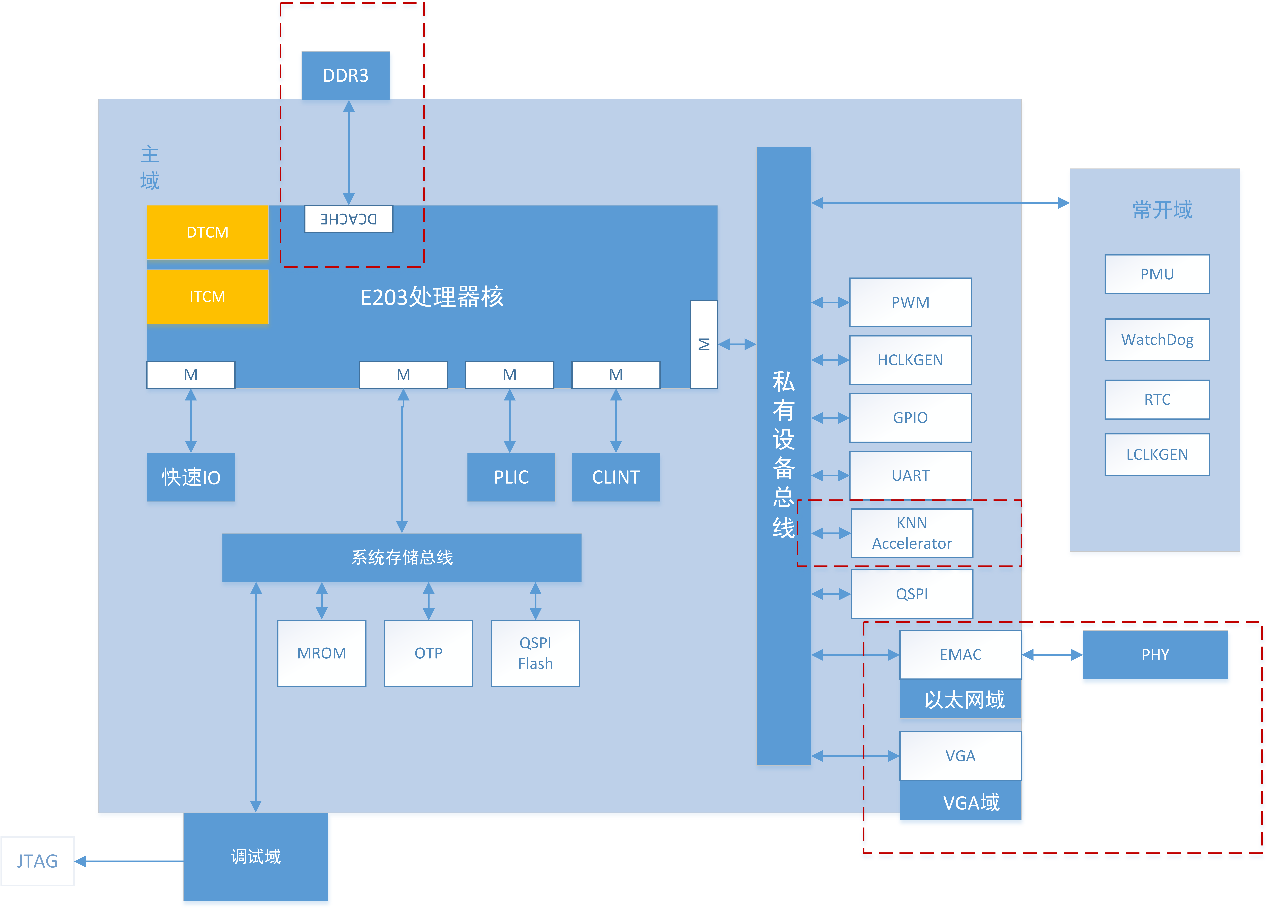 DDR3
主
域
DCACHE
DTCM
ITCM
E203处理器核
M
M
M
M
M
快速IO
PLIC
CLINT
系统存储总线
MROM
OTP
QSPI
Flash
调试域
JTAG
私
有
设
备
总
线
PWM
HCLKGEN
GPIO
UART
KNN
Accelerator
QSPI
EMAC
以太网域
VGA
VGA域
PHY
常开域
PMU
WatchDog
RTC
LCLKGEN